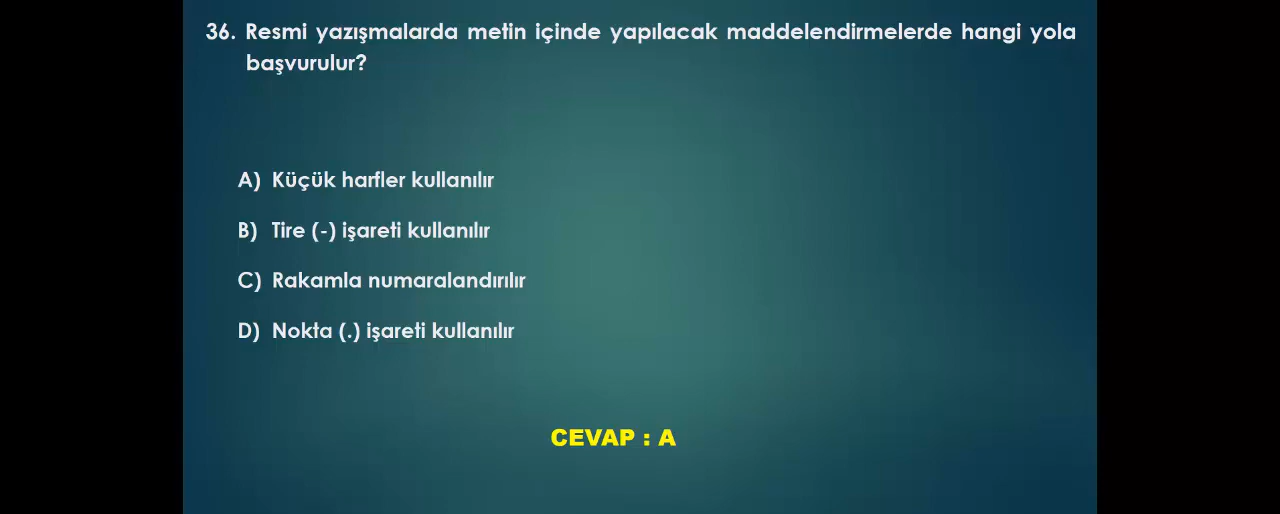 36. Resmi yazışmalarda metin içinde yapılacak maddelendirmelerde hangi yola
başvurulur?
A) Küçük harfler kullanılır
B) Tire (-) işareti kullanılır
C) Rakamla numaralandırılır
D) Nokta (.) işareti kullanılır
CEVAP : A